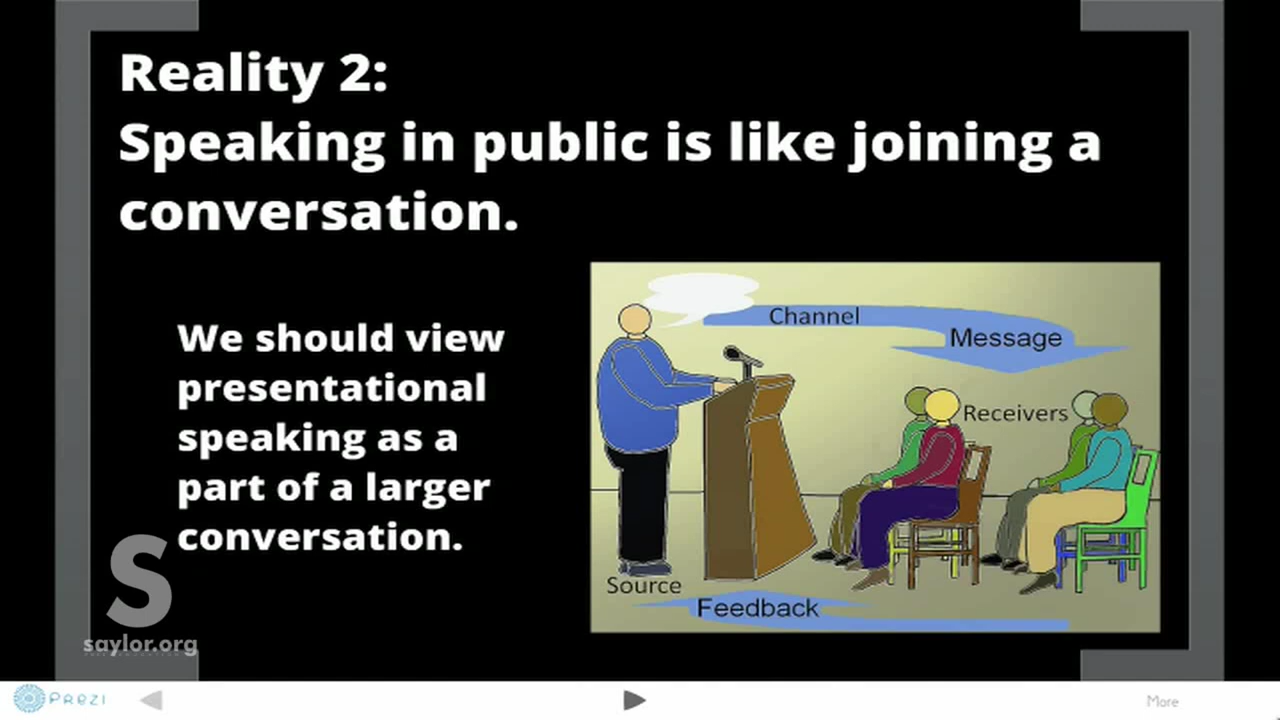 Reality 2:
Speaking in public is like joining a
conversation.
We should view
presentational
speaking as a
part of a larger
conversation.
Channel
Message
Receivers
Source
Feedback
S
saylor.org
Prezi
More